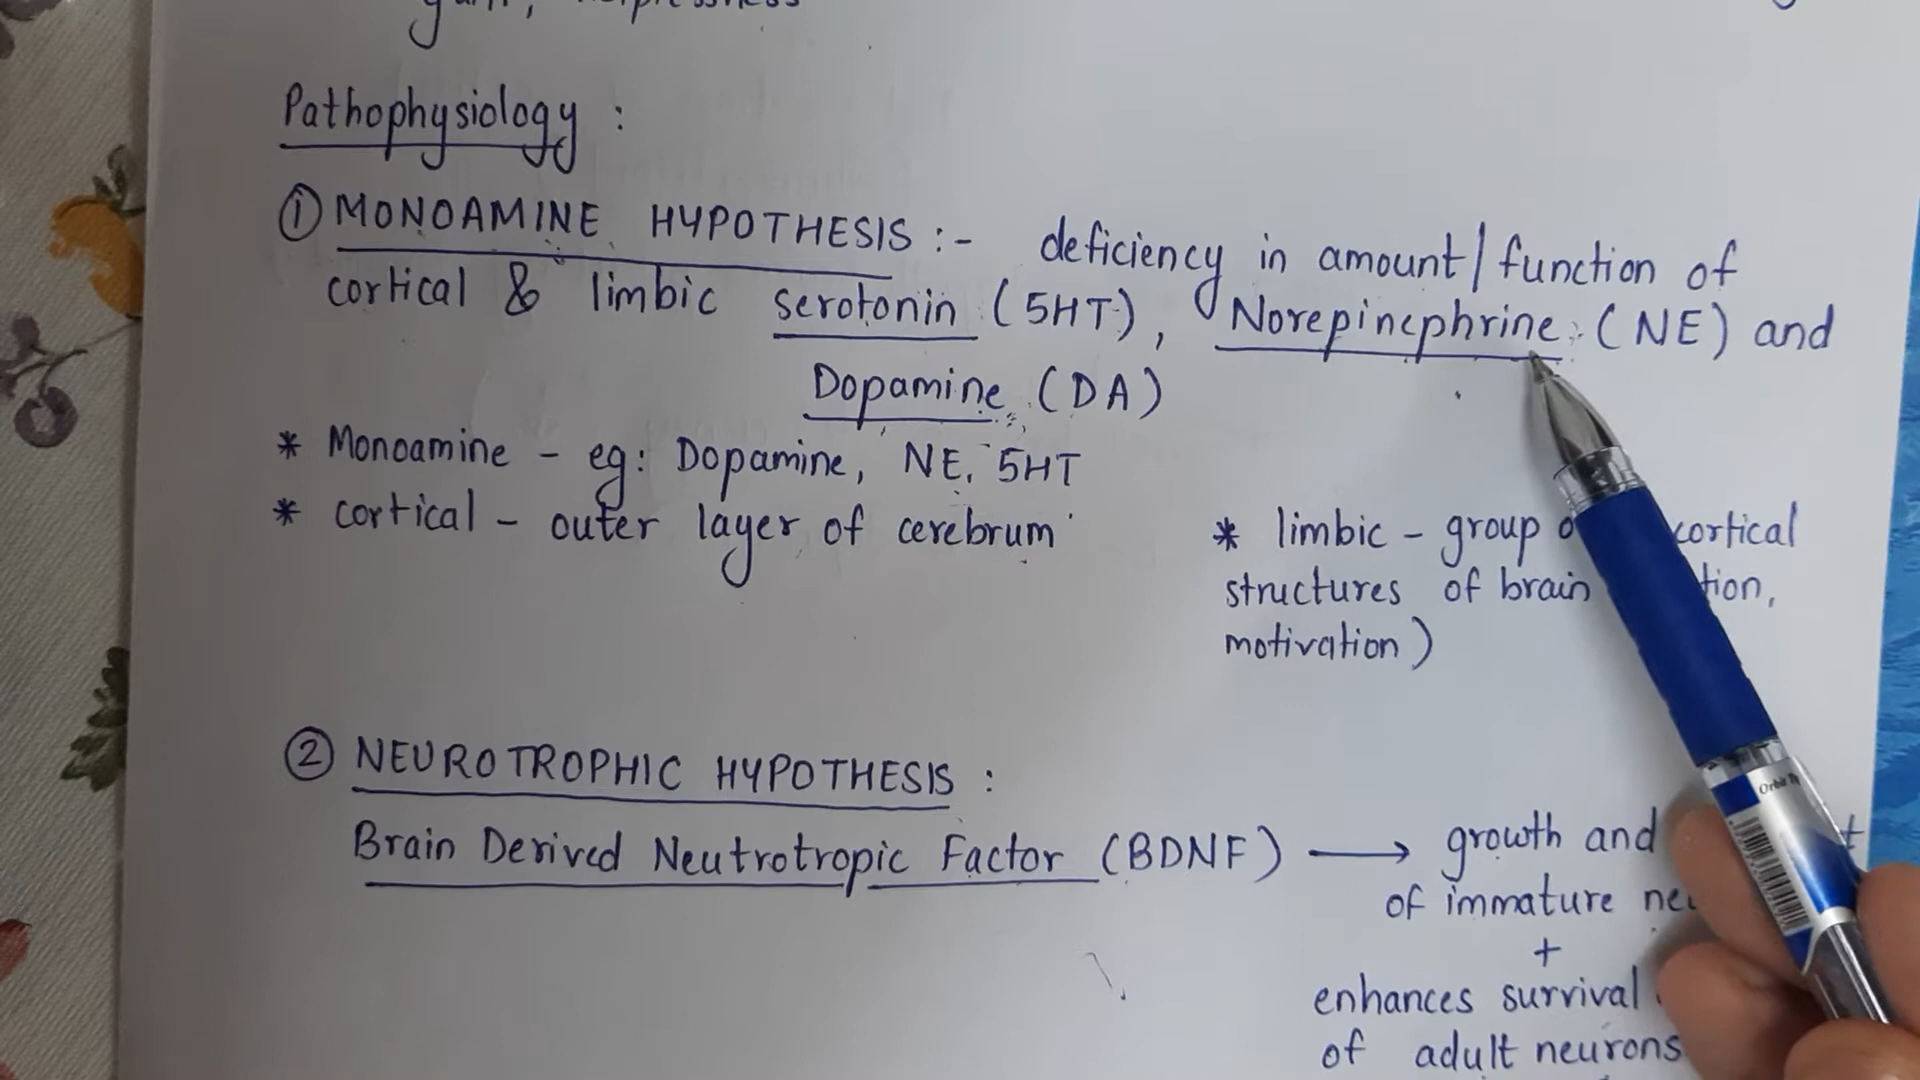 Pathophysiology :
① MONOAMINE HYPOTHESIS :- deficiency in amount/function of
cortical & limbic serotonin (5HT), Norepinephrine (NE) and
Dopamine (DA)
* Monoamine - eg: Dopamine, NE, 5HT
* cortical - outer layer of cerebrum
* limbic - group cortical
structures of brain
motivation)
② NEUROTROPHIC HYPOTHESIS :
Brain Derived Neutrotropic Factor (BDNF) → growth and
of immature
+
enhances survival
of adult neurons